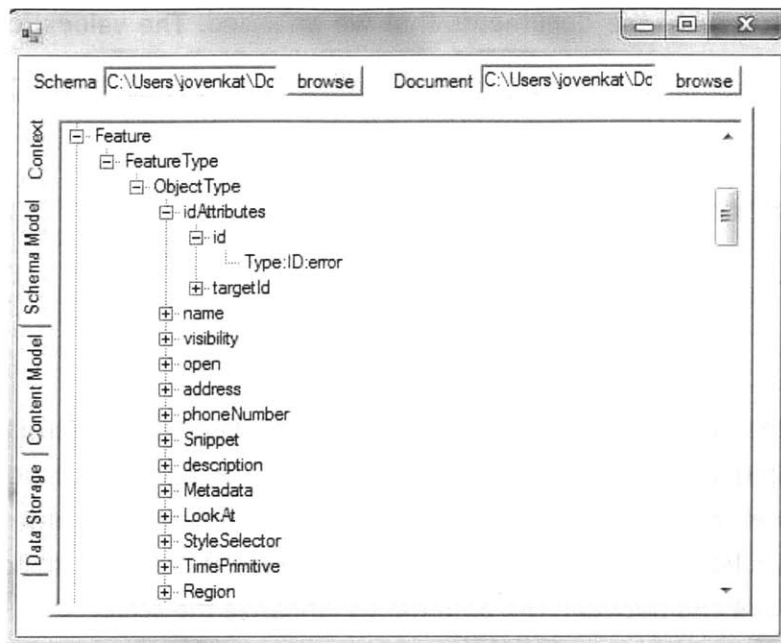 Schema C:\Users\jovenkat\Dc browse Document C:\Users\jovenkat\Dc browse
Context
Schema Model
Content Model
Data Storage
Feature
FeatureType
ObjectType
idAttributes
id
Type:ID:error
targetId
name
visibility
open
address
phoneNumber
Snippet
description
Metadata
LookAt
StyleSelector
TimePrimitive
Region